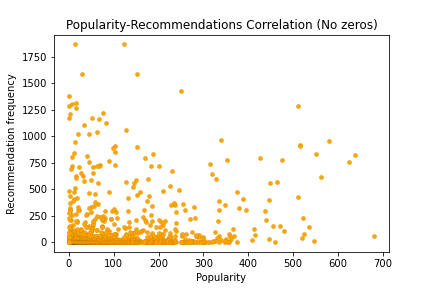 Popularity-Recommendations Correlation (No zeros)
1750
1500
1250
1000
750
500
250
0
Recommendation frequency
0 100 200 300 400 500 600 700
Popularity